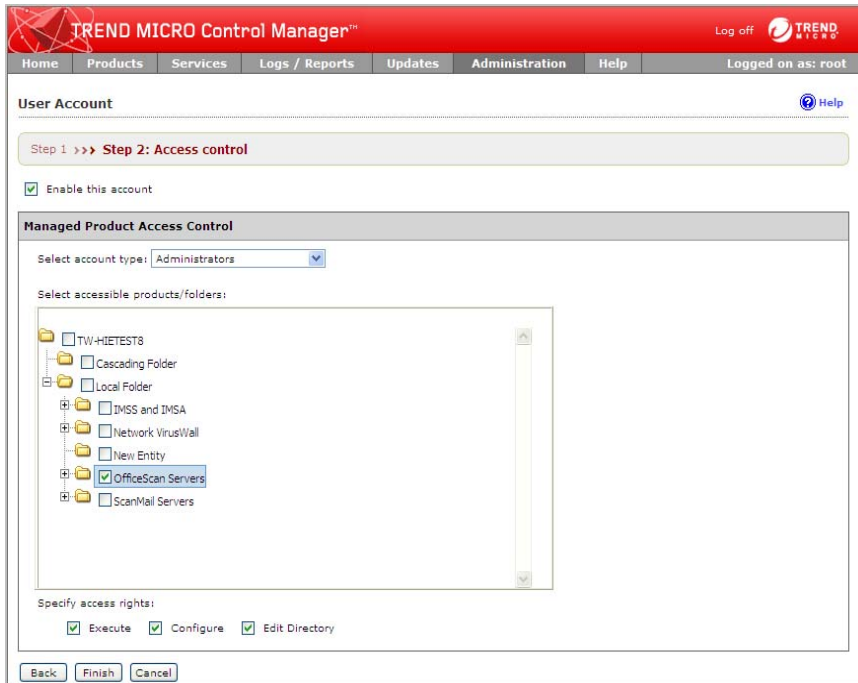 TREND MICRO Control Manager™
Log off
TREND MICRO
Home Products Services Logs / Reports Updates Administration Help Logged on as: root
User Account
Help
Step 1 >>> Step 2: Access control
Enable this account
Managed Product Access Control
Select account type: Administrators
Select accessible products/folders:
TW-HIETEST8
Cascading Folder
Local Folder
IMSS and IMSA
Network VirusWall
New Entity
OfficeScan Servers
ScanMail Servers
Specify access rights:
Execute Configure Edit Directory
Back Finish Cancel